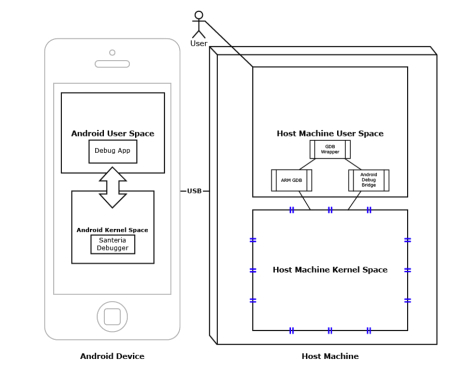 User
Android User Space
Debug App
Android Kernel Space
Santeria
Debugger
USB
Host Machine User Space
GDB
Wrapper
ARM GDB
Android
Debug
Bridge
Host Machine Kernel Space
Android Device
Host Machine